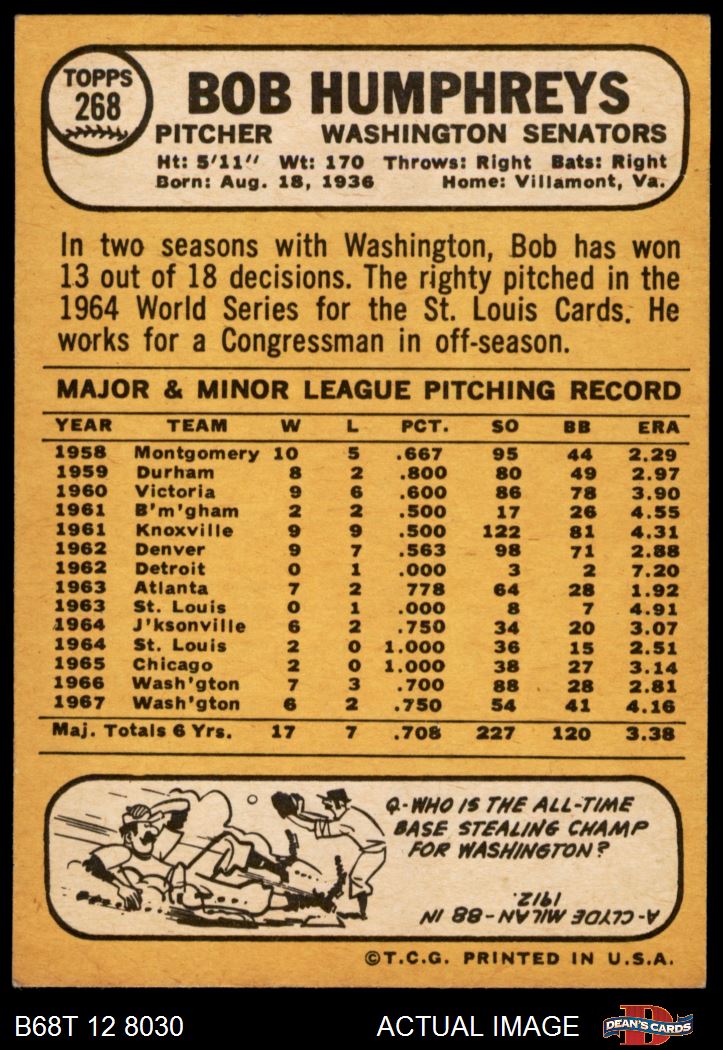 TOPPS
268
BOB HUMPHREYS
PITCHER WASHINGTON SENATORS
Ht: 5'11" Wt: 170 Throws: Right Bats: Right
Born: Aug. 18, 1936 Home: Villamont, Va.
In two seasons with Washington, Bob has won
13 out of 18 decisions. The righty pitched in the
1964 World Series for the St. Louis Cards. He
works for a Congressman in off-season.
MAJOR & MINOR LEAGUE PITCHING RECORD
YEAR TEAM W L PCT. SO BB ERA
1958 Montgomery 10 5 .667 95 44 2.29
1959 Durham 8 2 .800 80 49 2.97
1960 Victoria 9 6 .600 86 78 3.90
1961 B'm'gham 2 2 .500 17 26 4.55
1961 Knoxville 9 9 .500 122 81 4.31
1962 Denver 9 7 .563 98 71 2.88
1962 Detroit 0 1 .000 3 2 7.20
1963 Atlanta 7 2 778 64 28 1.92
1963 St. Louis 0 1 .000 8 7 4.91
1964 J'ksonville 6 2 .750 34 20 3.07
1964 St. Louis 2 0 1.000 36 15 2.51
1965 Chicago 2 0 1.000 38 27 3.14
1966 Wash'gton 7 3 .700 88 28 2.81
1967 Wash'gton 6 2 .750 54 41 4.16
Maj. Totals 6 Yrs. 17 7 .708 227 120 3.38
Q-WHO IS THE ALL-TIME
BASE STEALING CHAMP
FOR WASHINGTON?
A-CLYDE MILAN-88 IN
1912.
©T.C.G. PRINTED IN U.S.A.
B68T 12 8030 ACTUAL IMAGE
D
DEAN'S CARDS